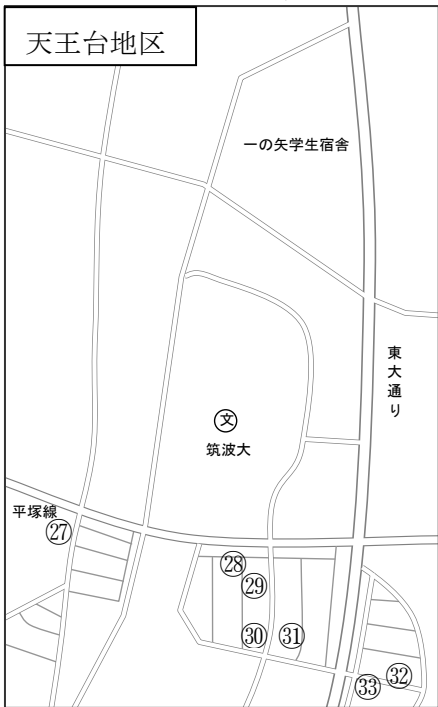 天王台地区
一の矢学生宿舎
東大通り
文
筑波大
平塚線
㉗
㉘
㉙
㉚
㉛
㉜
㉝